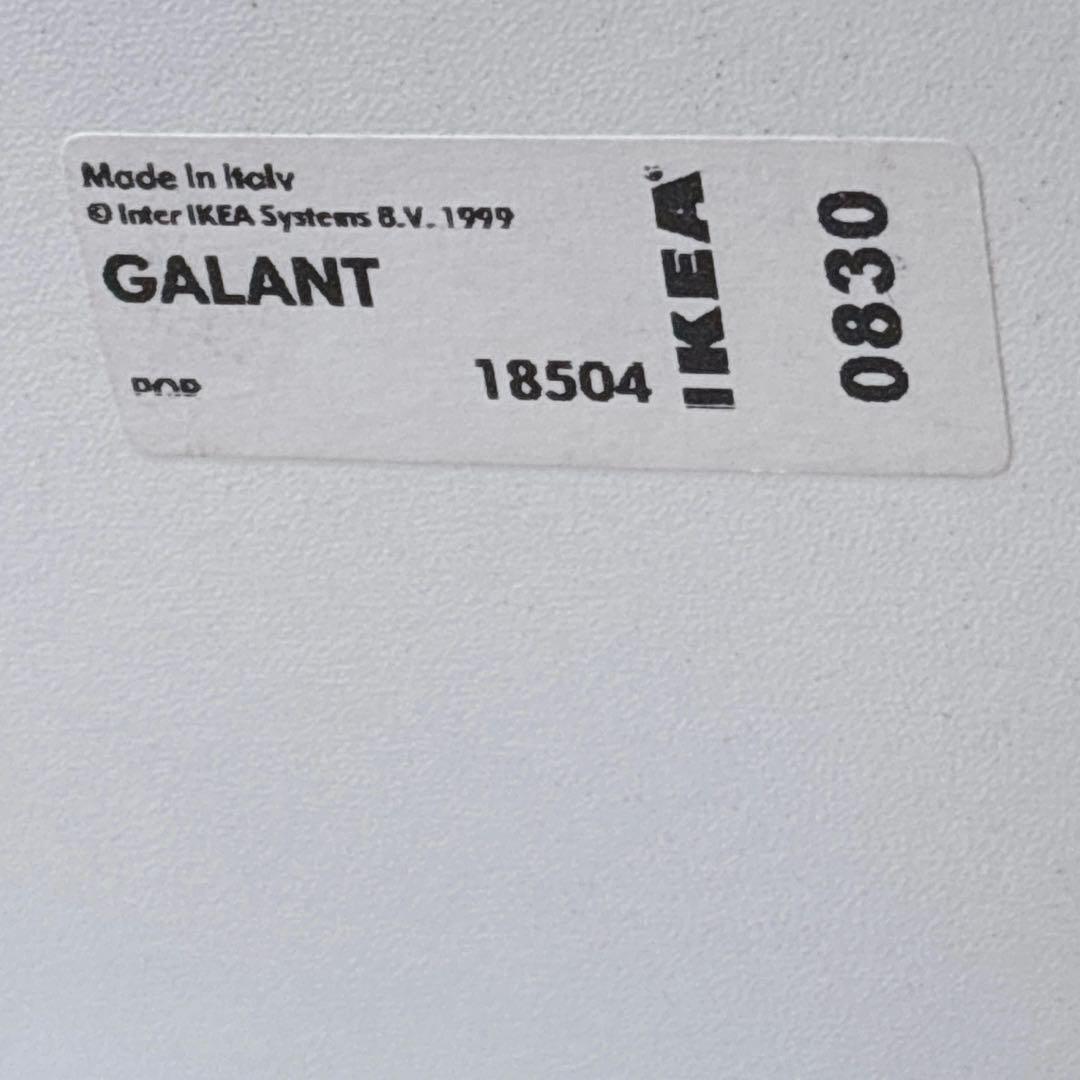 Made In Italy
© Inter IKEA Systems B.V. 1999
GALANT
18504
IKEA®
0830